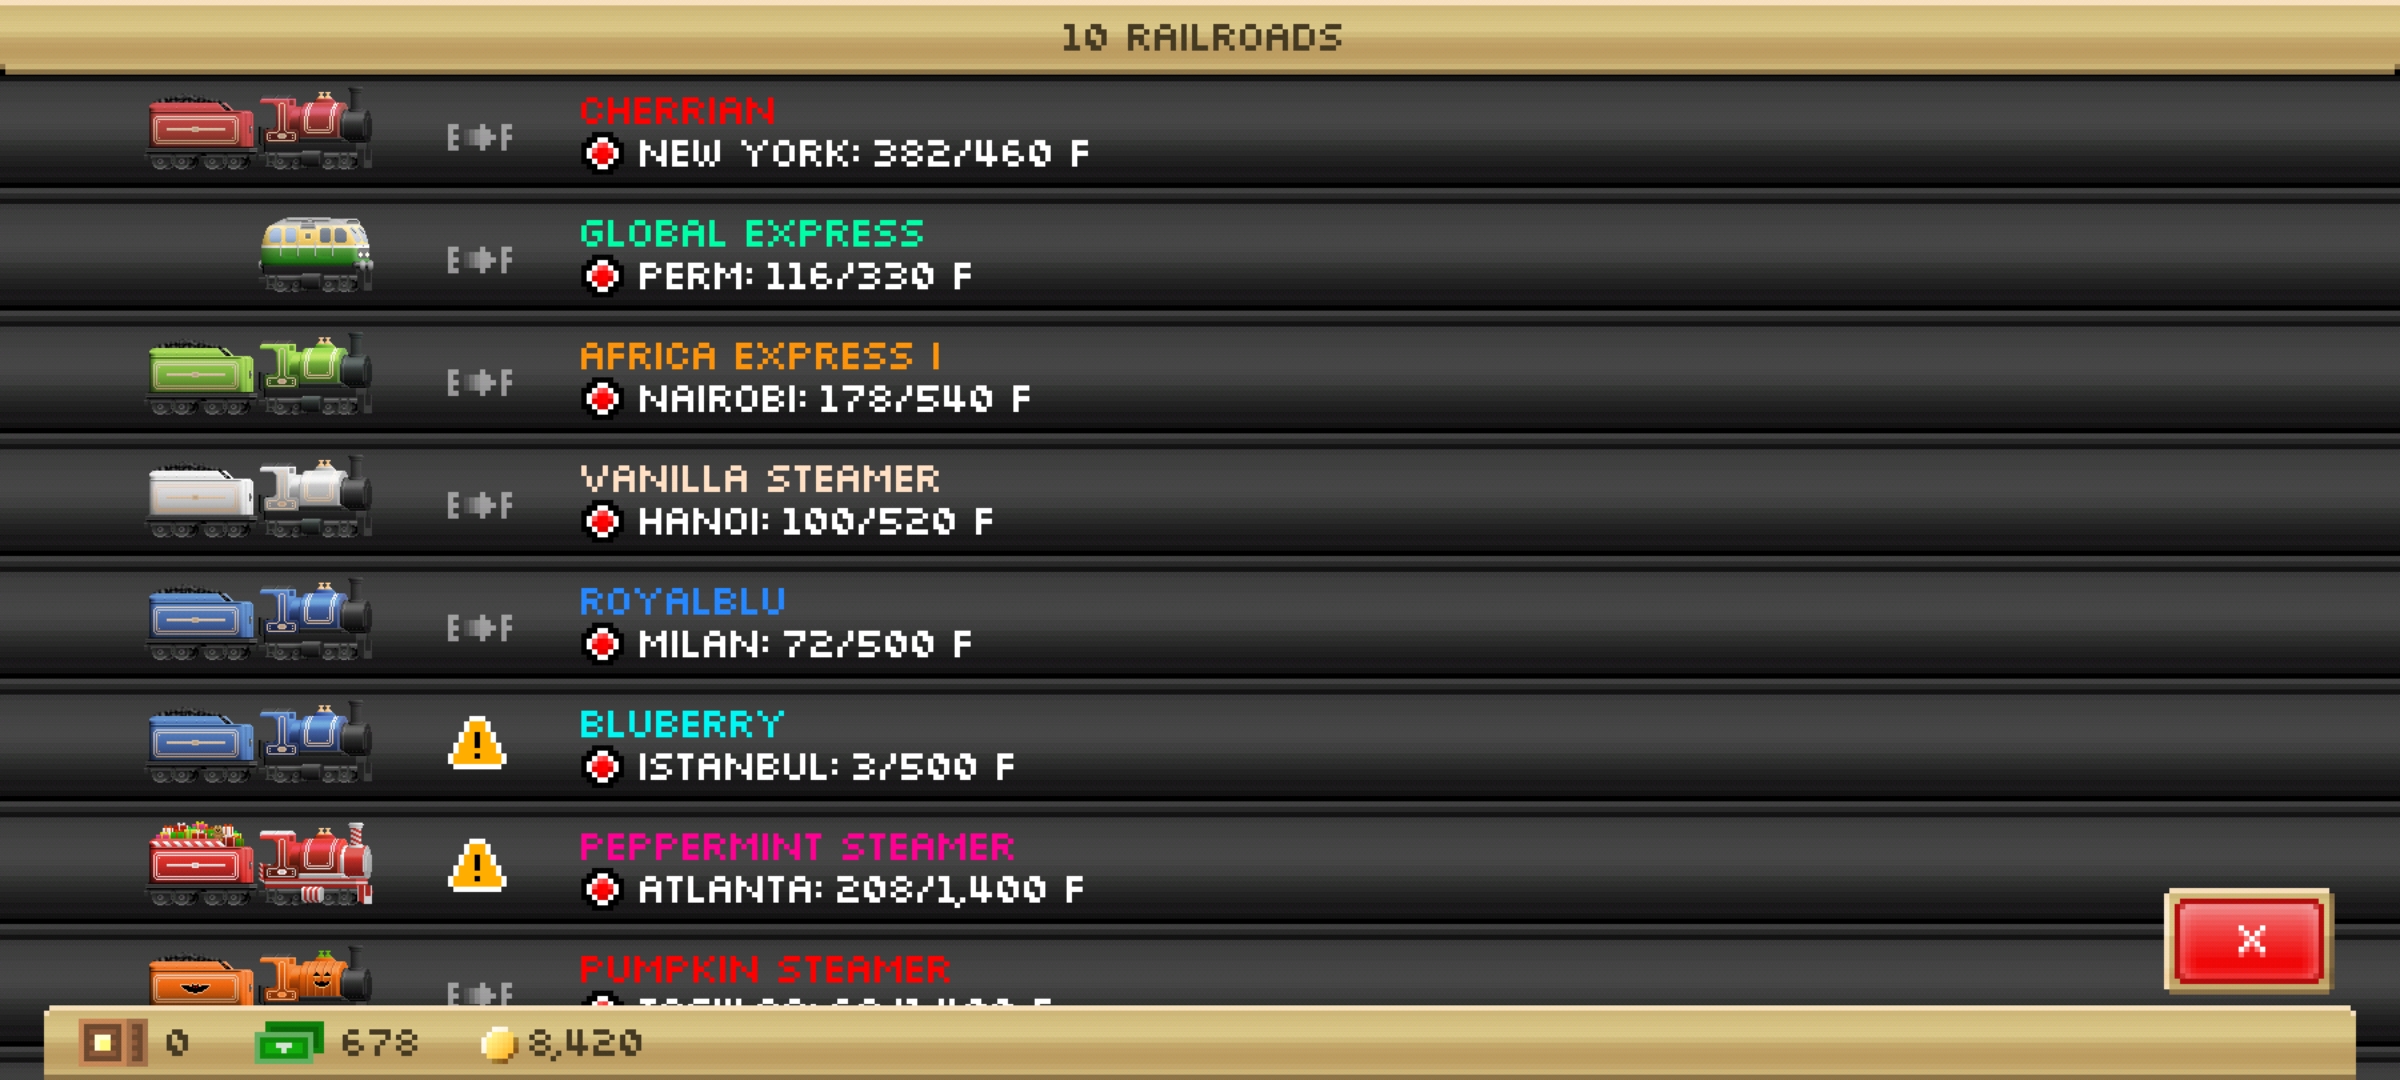 10 RAILROADS
E F
CHERRIAN
NEW YORK: 382/460 F
E F
GLOBAL EXPRESS
PERM: 116/330 F
E F
AFRICA EXPRESS I
NAIROBI: 178/540 F
E F
VANILLA STEAMER
HANOI: 100/520 F
E F
ROYALBLU
MILAN: 72/500 F
!
BLUBERRY
ISTANBUL: 3/500 F
!
PEPPERMINT STEAMER
ATLANTA: 208/1,400 F
E F
PUMPKIN STEAMER
X
0 678 8,420